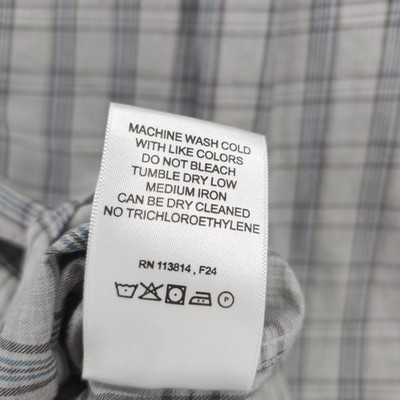 MACHINE WASH COLD
WITH LIKE COLORS
DO NOT BLEACH
TUMBLE DRY LOW
MEDIUM IRON
CAN BE DRY CLEANED
NO TRICHLOROETHYLENE
RN 113814 , F24
P